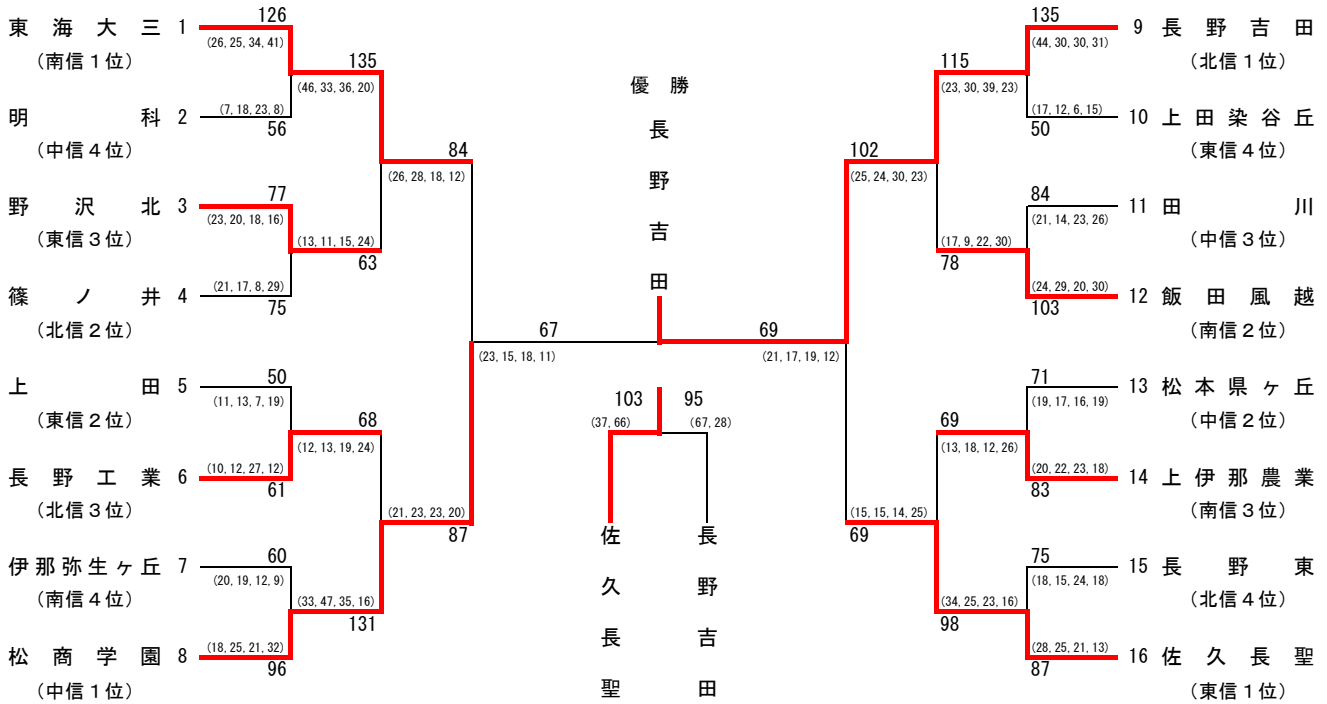 東海大三 1
(南信1位)
126
(26, 25, 34, 41)
明科 2
(中信4位)
(7, 18, 23, 8)
56
135
(46, 33, 36, 20)
野沢北 3
(東信3位)
77
(23, 20, 18, 16)
篠ノ井 4
(北信2位)
(21, 17, 8, 29)
75
(13, 11, 15, 24)
63
84
(26, 28, 18, 12)
上田 5
(東信2位)
50
(11, 13, 7, 19)
長野工業 6
(北信3位)
(10, 12, 27, 12)
61
68
(12, 13, 19, 24)
伊那弥生ヶ丘 7
(南信4位)
60
(20, 19, 12, 9)
松商学園 8
(中信1位)
(18, 25, 21, 32)
96
(33, 47, 35, 16)
131
(21, 23, 23, 20)
87
67
(23, 15, 18, 11)
優勝
長野吉田
69
(21, 17, 19, 12)
103
(37, 66)
95
(67, 28)
佐久長聖
長野吉田
135
(44, 30, 30, 31)
9 長野吉田
(北信1位)
(17, 12, 6, 15)
50
10 上田染谷丘
(東信4位)
115
(23, 30, 39, 23)
84
(21, 14, 23, 26)
11 田川
(中信3位)
(24, 29, 20, 30)
103
12 飯田風越
(南信2位)
(17, 9, 22, 30)
78
102
(25, 24, 30, 23)
71
(19, 17, 16, 19)
13 松本県ヶ丘
(中信2位)
(20, 22, 23, 18)
83
14 上伊那農業
(南信3位)
69
(13, 18, 12, 26)
75
(18, 15, 24, 18)
15 長野東
(北信4位)
(28, 25, 21, 13)
87
16 佐久長聖
(東信1位)
(34, 25, 23, 16)
98
(15, 15, 14, 25)
69